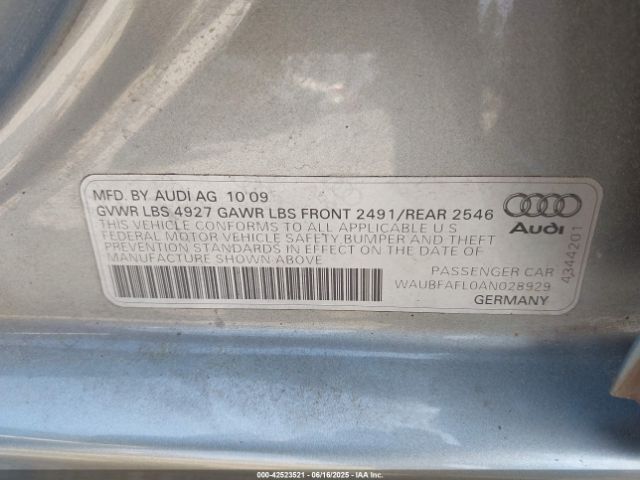 MFD. BY AUDI AG 10 09
GVWR LBS 4927 GAWR LBS FRONT 2491/REAR 2546
THIS VEHICLE CONFORMS TO ALL APPLICABLE U S
FEDERAL MOTOR VEHICLE SAFETY BUMPER AND THEFT
PREVENTION STANDARDS IN EFFECT ON THE DATE OF
MANUFACTURE SHOWN ABOVE
PASSENGER CAR
WAUBFAFL0AN028929
GERMANY
Audi
4344201
000-42523521 - 06/16/2025 - IAAI.COM